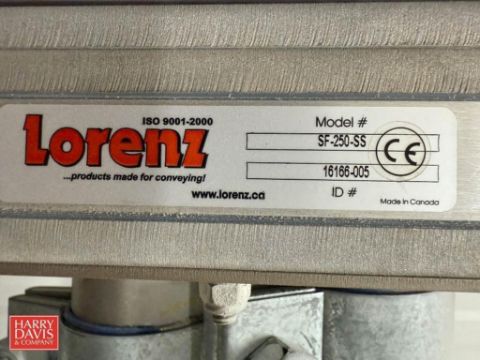 ISO 9001-2000
Lorenz
...products made for conveying!
www.lorenz.ca
Model #
SF-250-SS
16166-005
ID #
CE
Made in Canada
HARRY
DAVIS
& COMPANY